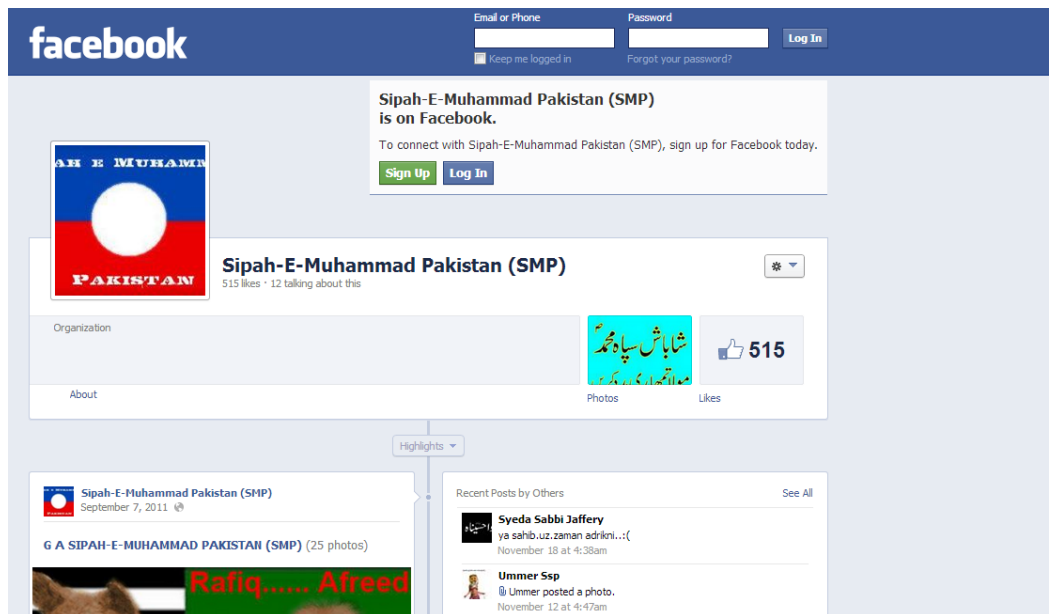 facebook
Email or Phone
Password
Log In
Keep me logged in
Forgot your password?
Sipah-E-Muhammad Pakistan (SMP)
is on Facebook.
To connect with Sipah-E-Muhammad Pakistan (SMP), sign up for Facebook today.
Sign Up
Log In
AH E MUHAMM
PAKISTAN
Sipah-E-Muhammad Pakistan (SMP)
515 likes · 12 talking about this
Organization
About
شاباش سپاہ محمد
Photos
515
Likes
Highlights
Sipah-E-Muhammad Pakistan (SMP)
September 7, 2011
G A SIPAH-E-MUHAMMAD PAKISTAN (SMP) (25 photos)
Rafiq...... Afreed
Recent Posts by Others
See All
Syeda Sabbi Jaffery
ya sahib.uz.zaman adrikni..:(
November 18 at 4:38am
Ummer Ssp
Ummer posted a photo.
November 12 at 4:47am